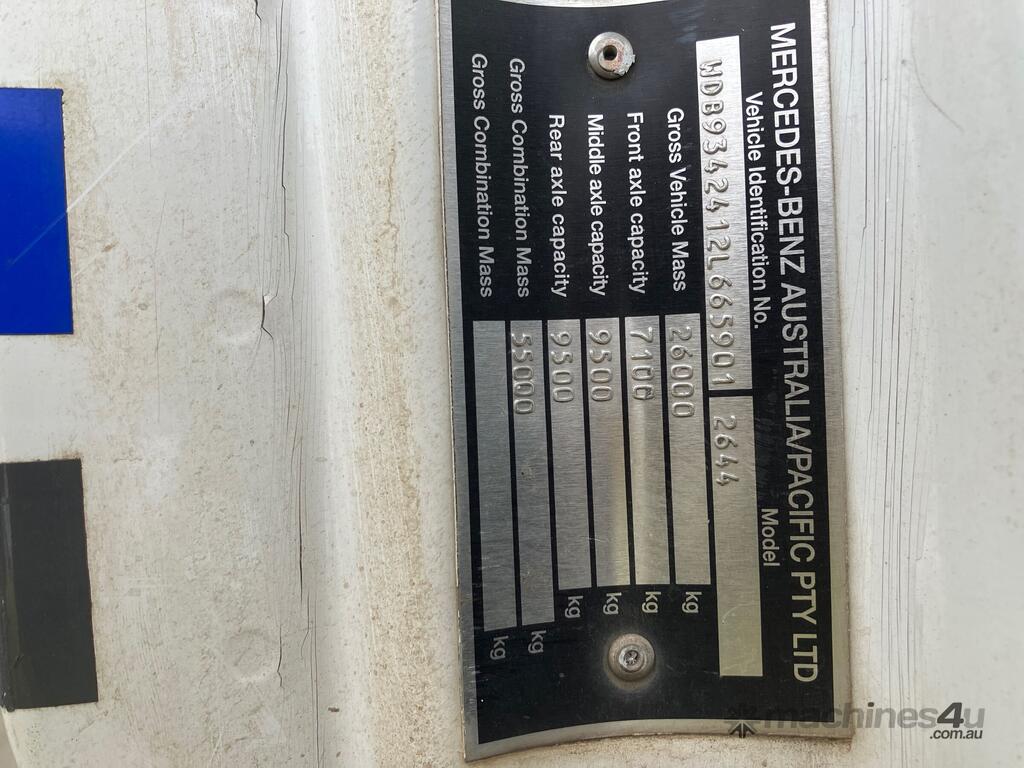 MERCEDES-BENZ AUSTRALIA/PACIFIC PTY LTD
Vehicle Identification No. Model
WDB9342412L665901 2644
Gross Vehicle Mass 26000 kg
Front axle capacity 7100 kg
Middle axle capacity 9500 kg
Rear axle capacity 9500 kg
Gross Combination Mass 55000 kg
Gross Combination Mass kg
machines4u
.com.au